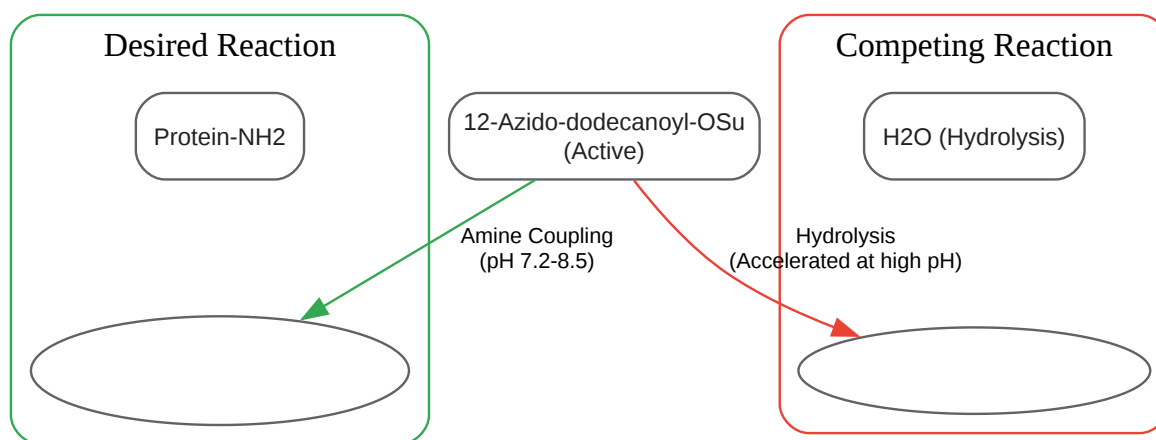 Desired Reaction
Competing Reaction
Protein-NH2
12-Azido-dodecanoyl-OSu
(Active)
H2O (Hydrolysis)
Amine Coupling
(pH 7.2-8.5)
Hydrolysis
(Accelerated at high pH)